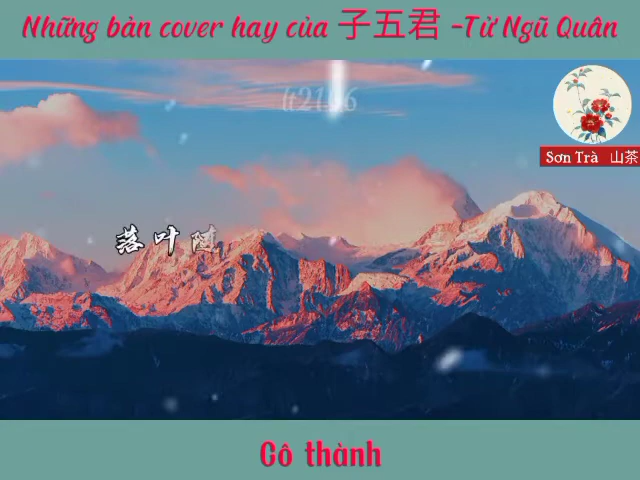 Những bản cover hay của 子五君 -Tử Ngũ Quân
Sơn Trà 山茶
落叶随
Cô thành